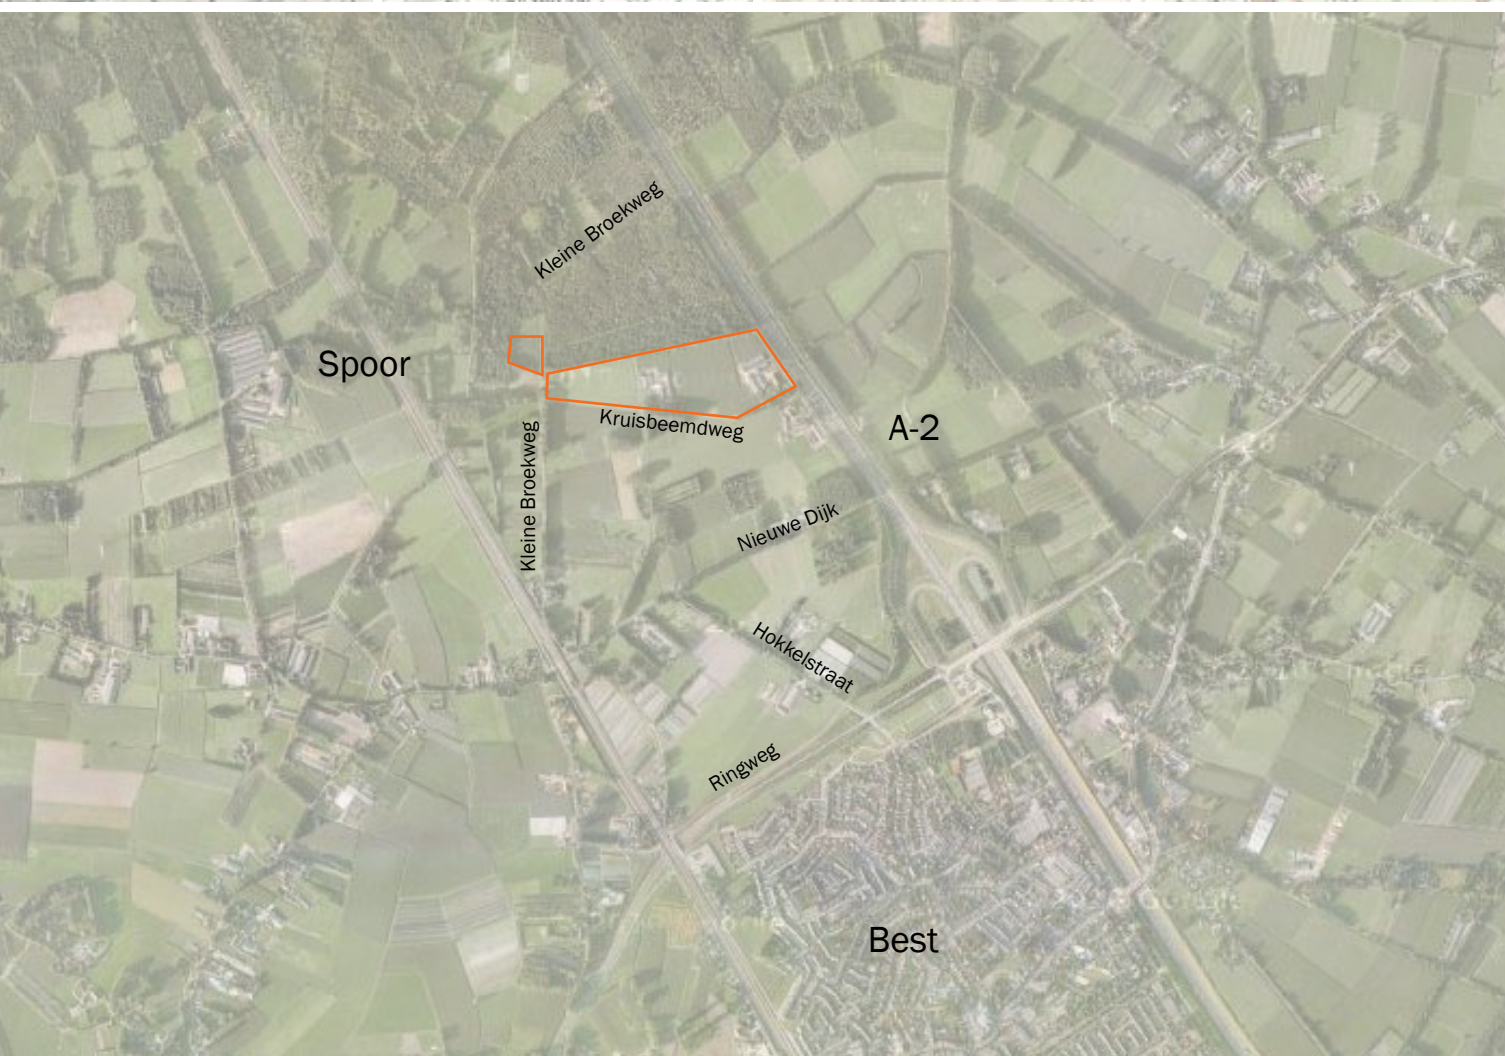 Kleine Broekweg
Spoor
Kruisbeemdweg
A-2
Kleine Broekweg
Nieuwe Dijk
Hokkelstraat
Ringweg
Best